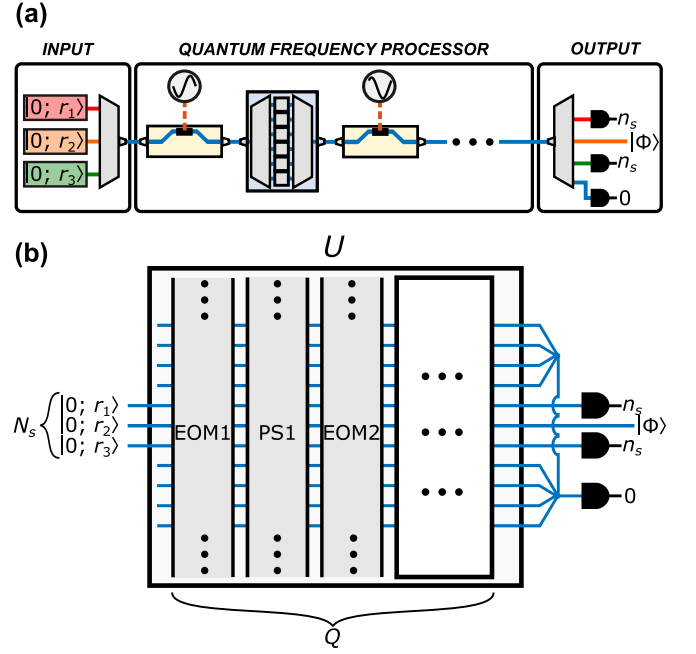 (a)
INPUT
QUANTUM FREQUENCY PROCESSOR
OUTPUT
|0; r₁⟩
|0; r₂⟩
|0; r₃⟩
nₛ
|Φ⟩
nₛ
0
(b)
U
Nₛ
|0; r₁⟩
|0; r₂⟩
|0; r₃⟩
EOM1
PS1
EOM2
nₛ
|Φ⟩
nₛ
0
Q